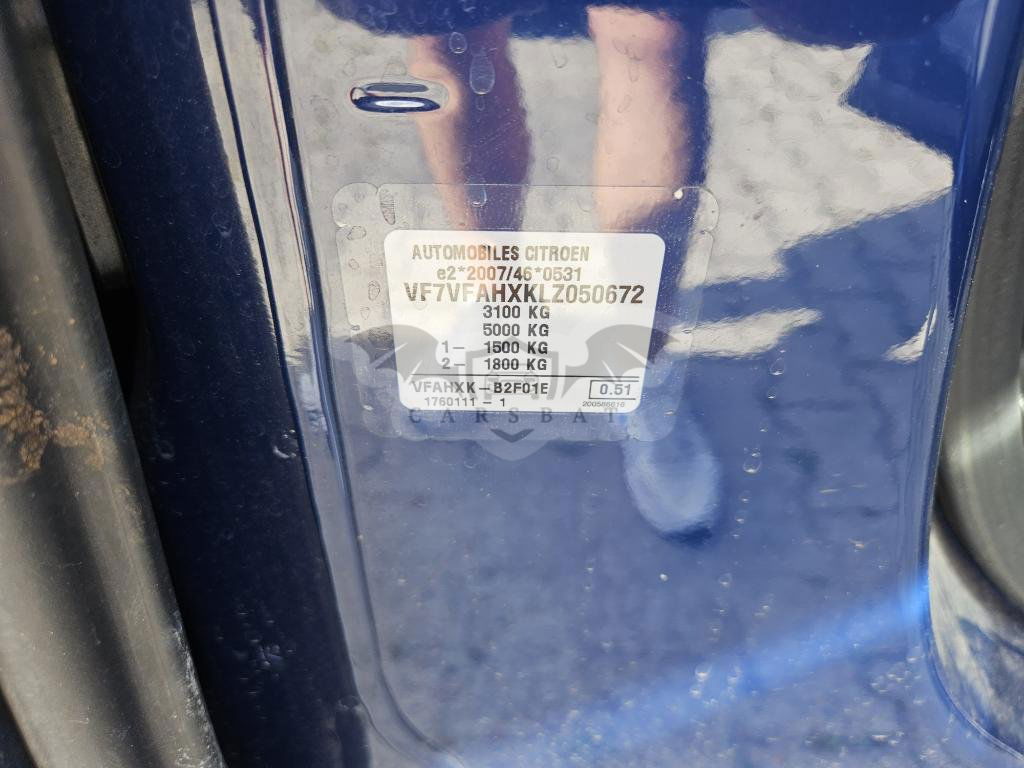 AUTOMOBILES CITROEN
e2*2007/46*0531
VF7VFAHXKLZ050672
3100 KG
5000 KG
1- 1500 KG
2- 1800 KG
VFAHXK-B2F01E 0.51
1760111-1 200586616
CARSBAT